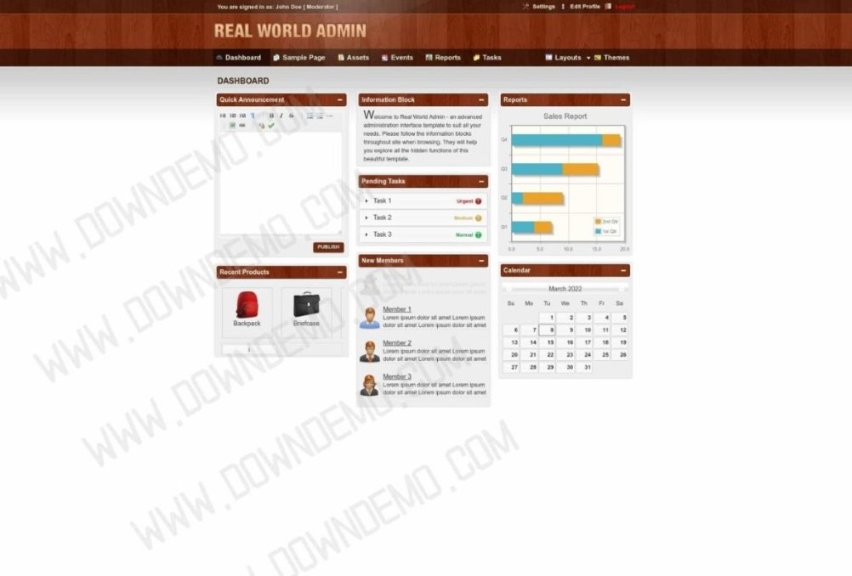 You are signed in as: John Doe [ Moderator ]
Settings
Edit Profile
Logout
REAL WORLD ADMIN
Dashboard
Sample Page
Assets
Events
Reports
Tasks
Layouts
Themes
DASHBOARD
Quick Announcement
PUBLISH
Recent Products
Backpack
Briefcase
1
Information Block
Welcome to Real World Admin - an advanced
administration interface template to suit all your
needs. Please follow the information blocks
throughout site when browsing. They will help
you explore all the hidden functions of this
beautiful template.
Pending Tasks
Task 1 Urgent
Task 2 Medium
Task 3 Normal
New Members
Member 1
Lorem ipsum dolor sit amet Lorem ipsum
dolor sit amet Lorem ipsum dolor sit amet
Member 2
Lorem ipsum dolor sit amet Lorem ipsum
dolor sit amet Lorem ipsum dolor sit amet
Member 3
Lorem ipsum dolor sit amet Lorem ipsum
dolor sit amet Lorem ipsum dolor sit amet
Reports
Sales Report
Q4
Q3
Q2
Q1
2nd Qtr
1st Qtr
0.0 5.0 10.0 15.0 20.0
Calendar
March 2022
Su Mo Tu We Th Fr Sa
1 2 3 4 5
6 7 8 9 10 11 12
13 14 15 16 17 18 19
20 21 22 23 24 25 26
27 28 29 30 31
WWW.DOWNDEMO.COM
WWW.DOWNDEMO.COM
WWW.DOWNDEMO.COM
WWW.DOWNDEMO.COM